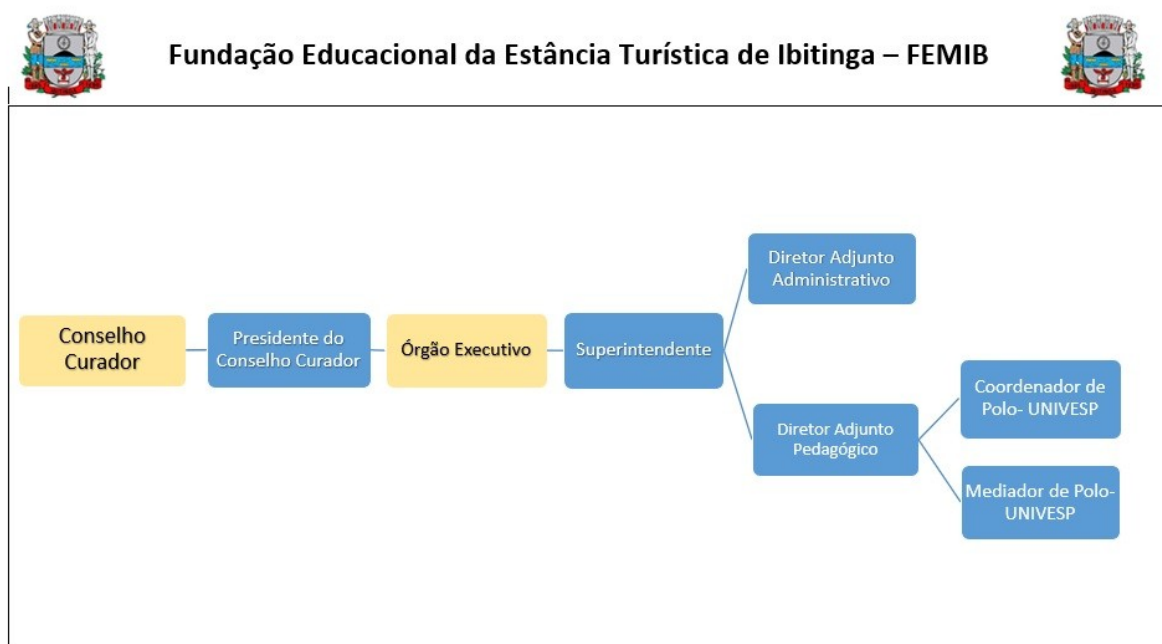 Fundação Educacional da Estância Turística de Ibitinga – FEMIB
Conselho
Curador
Presidente do
Conselho Curador
Órgão Executivo
Superintendente
Diretor Adjunto
Administrativo
Diretor Adjunto
Pedagógico
Coordenador de
Polo- UNIVESP
Mediador de Polo-
UNIVESP